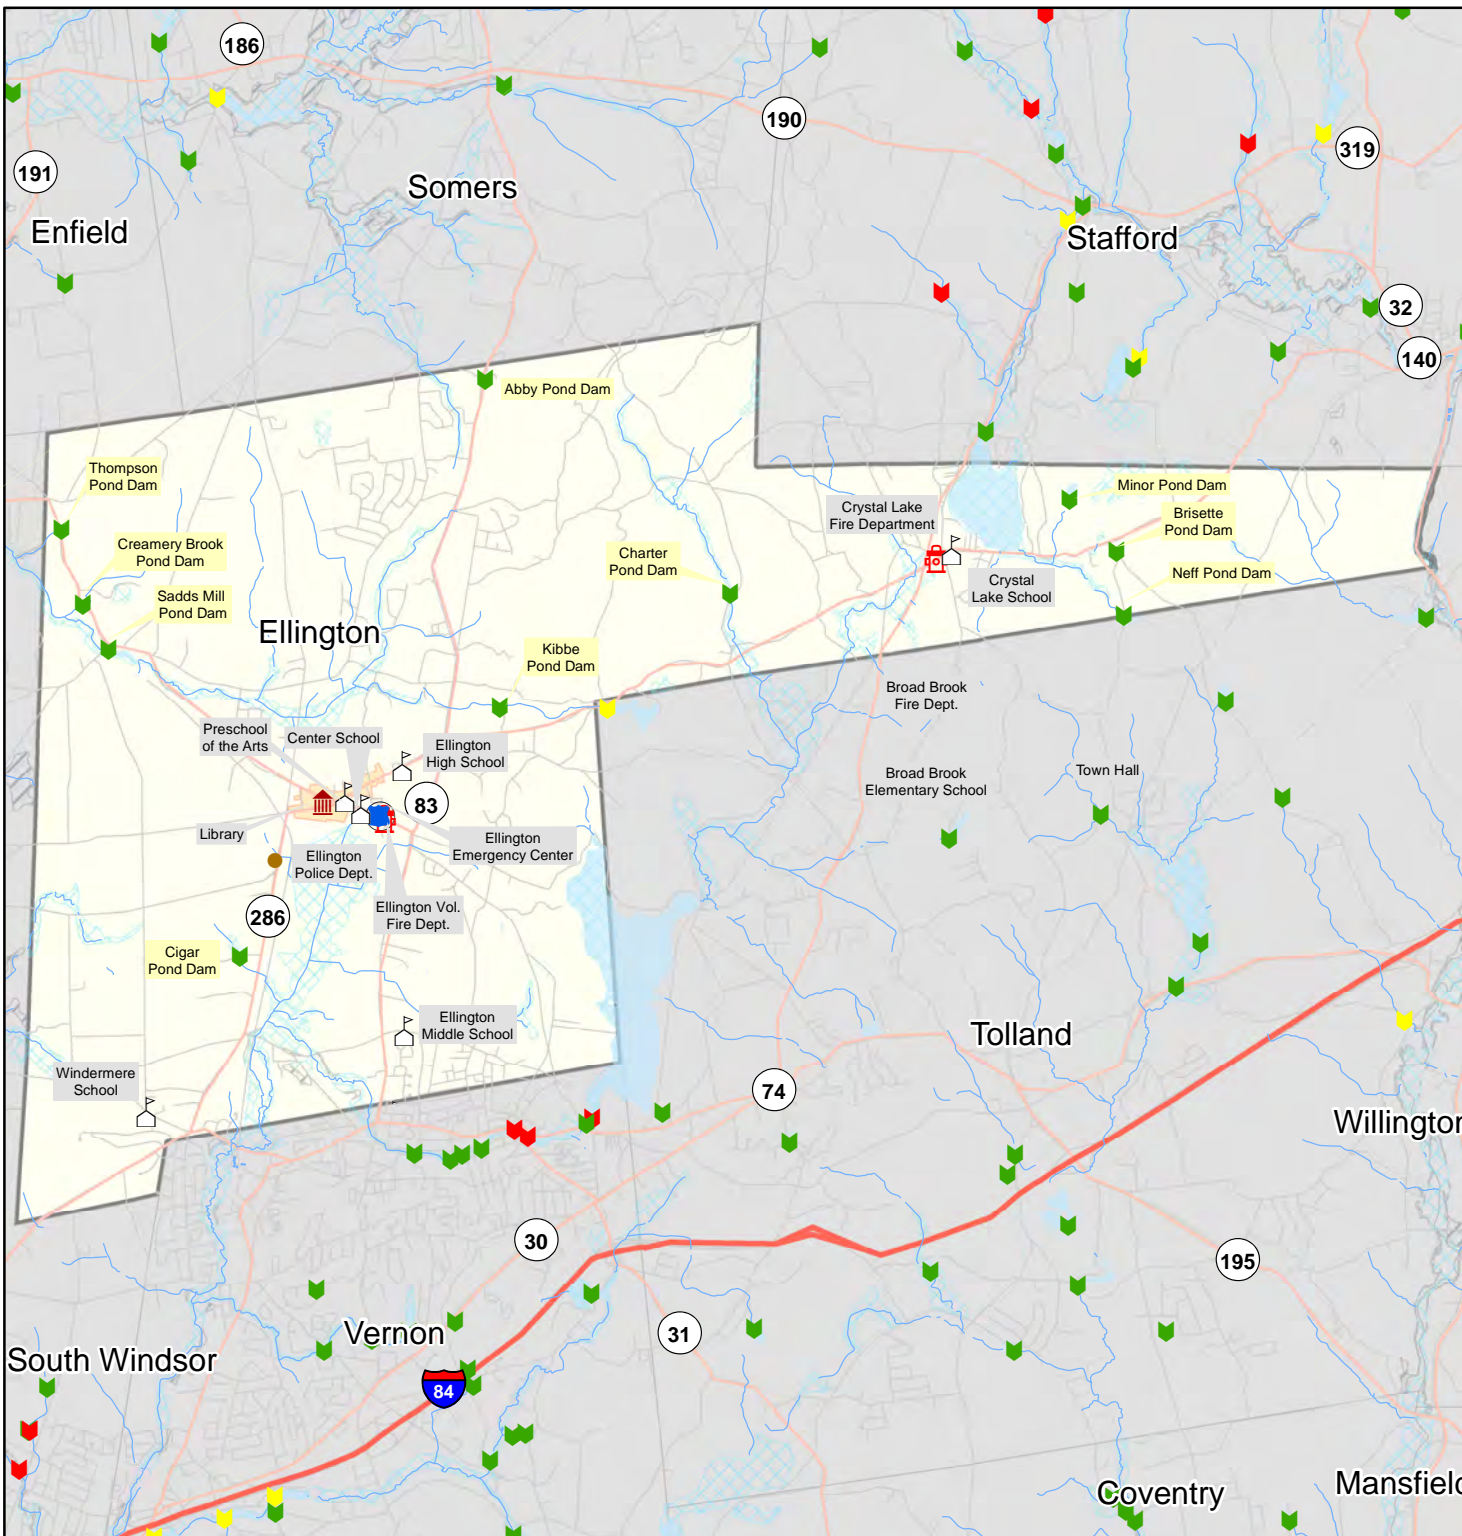 186
190
191
319
Somers
Enfield
Stafford
32
140
Abby Pond Dam
Thompson
Pond Dam
Minor Pond Dam
Crystal Lake
Fire Department
Brisette
Pond Dam
Creamery Brook
Pond Dam
Charter
Pond Dam
Neff Pond Dam
Crystal
Lake School
Sadds Mill
Pond Dam
Ellington
Kibbe
Pond Dam
Broad Brook
Fire Dept.
Preschool
of the Arts
Center School
Ellington
High School
Broad Brook
Elementary School
Town Hall
83
Library
Ellington
Emergency Center
Ellington
Police Dept.
Ellington Vol.
Fire Dept.
286
Cigar
Pond Dam
Ellington
Middle School
Tolland
Windermere
School
74
Willington
30
195
31
Vernon
South Windsor
84
Coventry
Mansfield